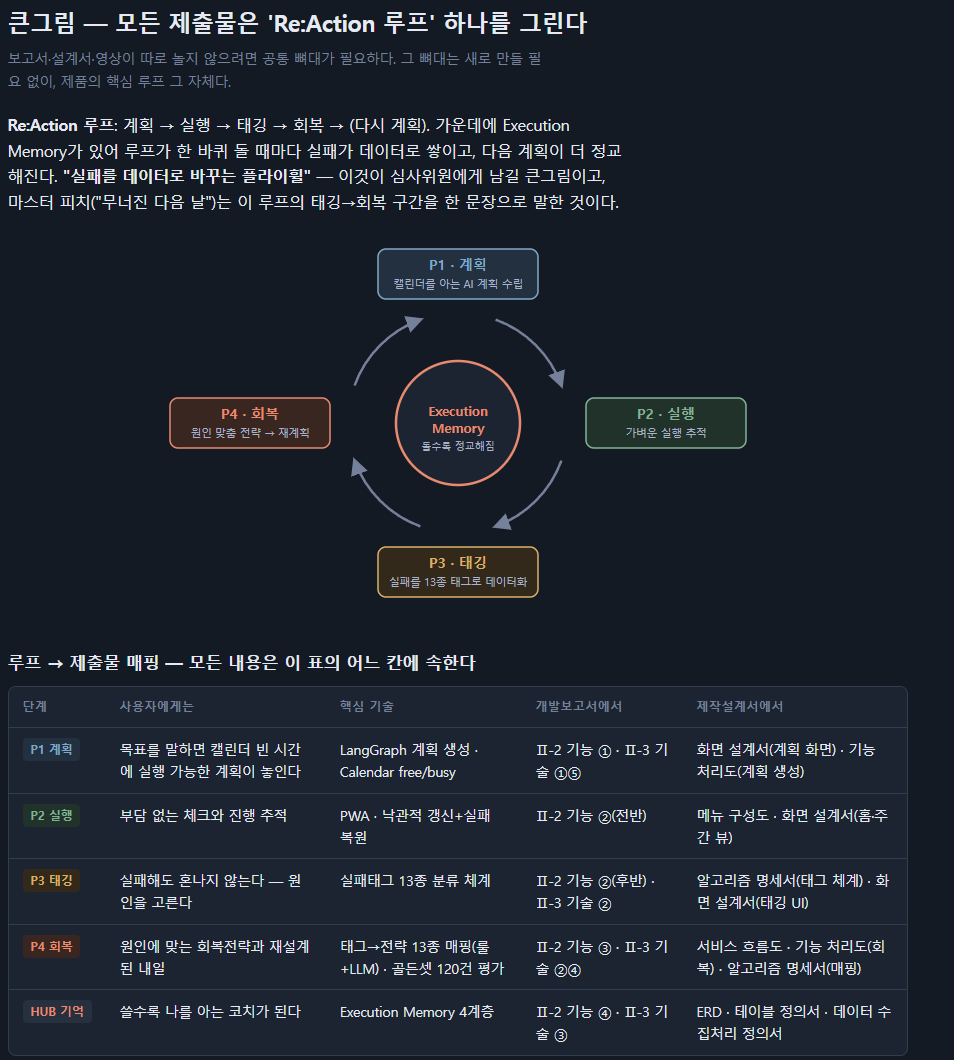 큰그림 — 모든 제출물은 'Re:Action 루프' 하나를 그린다
보고서·설계서·영상이 따로 놀지 않으려면 공통 뼈대가 필요하다. 그 뼈대는 새로 만들 필
요 없이, 제품의 핵심 루프 그 자체다.
Re:Action 루프: 계획 → 실행 → 태깅 → 회복 → (다시 계획). 가운데에 Execution
Memory가 있어 루프가 한 바퀴 돌 때마다 실패가 데이터로 쌓이고, 다음 계획이 더 정교
해진다. "실패를 데이터로 바꾸는 플라이휠" — 이것이 심사위원에게 남길 큰그림이고,
마스터 피치("무너진 다음 날")는 이 루프의 태깅→회복 구간을 한 문장으로 말한 것이다.
P1 · 계획
캘린더를 아는 AI 계획 수립
P4 · 회복
원인 맞춤 전략 → 재계획
Execution
Memory
돌수록 정교해짐
P2 · 실행
가벼운 실행 추적
P3 · 태깅
실패를 13종 태그로 데이터화
루프 → 제출물 매핑 — 모든 내용은 이 표의 어느 칸에 속한다
단계 사용자에게는 핵심 기술 개발보고서에서 제작설계서에서
P1 계획 목표를 말하면 캘린더 빈 시간 LangGraph 계획 생성 · Ⅱ-2 기능 ① · Ⅱ-3 기 화면 설계서(계획 화면) · 기능
에 실행 가능한 계획이 놓인다 Calendar free/busy 술 ①⑤ 처리도(계획 생성)
P2 실행 부담 없는 체크와 진행 추적 PWA · 낙관적 갱신+실패 Ⅱ-2 기능 ②(전반) 메뉴 구성도 · 화면 설계서(홈·주
복원 간 뷰)
P3 태깅 실패해도 혼나지 않는다 — 원 실패태그 13종 분류 체계 Ⅱ-2 기능 ②(후반) · 알고리즘 명세서(태그 체계) · 화
인을 고른다 Ⅱ-3 기술 ② 면 설계서(태깅 UI)
P4 회복 원인에 맞는 회복전략과 재설계 태그→전략 13종 매핑(룰 Ⅱ-2 기능 ③ · Ⅱ-3 기 서비스 흐름도 · 기능 처리도(회
된 내일 +LLM) · 골든셋 120건 평가 술 ②④ 복) · 알고리즘 명세서(매핑)
HUB 기억 쓸수록 나를 아는 코치가 된다 Execution Memory 4계층 Ⅱ-2 기능 ④ · Ⅱ-3 기 ERD · 테이블 정의서 · 데이터 수
술 ③ 집처리 정의서